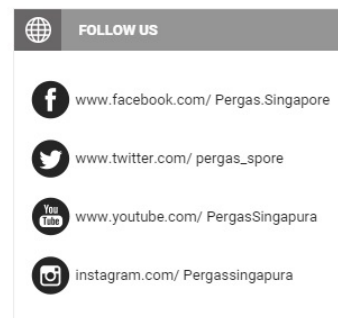 FOLLOW US
f www.facebook.com/ Pergas.Singapore
www.twitter.com/ pergas_spore
You
Tube
www.youtube.com/ PergasSingapura
instagram.com/ Pergassingapura